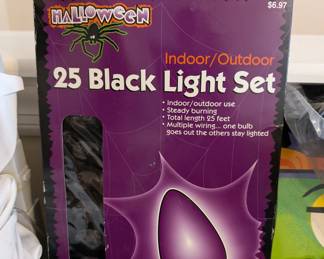 $6.97
HALLOWEEN
Indoor/Outdoor
25 Black Light Set
• Indoor/outdoor use
• Steady burning
• Total length 25 feet
• Multiple wiring... one bulb
goes out the others stay lighted